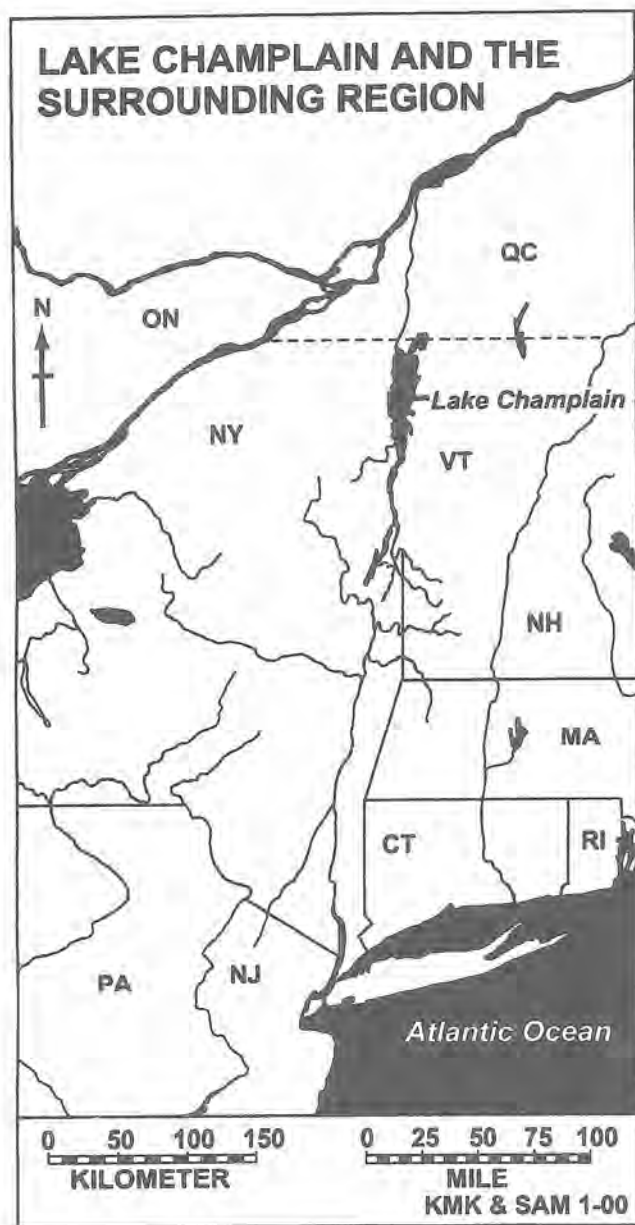 LAKE CHAMPLAIN AND THE
SURROUNDING REGION
QC
N
ON
Lake Champlain
NY
VT
NH
MA
CT
RI
PA
NJ
Atlantic Ocean
0 50 100 150
KILOMETER
0 25 50 75 100
MILE
KMK & SAM 1-00